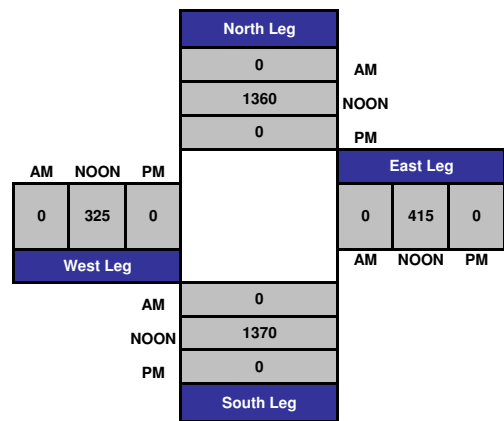 North Leg
0 AM
1360 NOON
0 PM
AM NOON PM
East Leg
0 325 0
0 415 0
West Leg
AM NOON PM
AM 0
NOON 1370
PM 0
South Leg